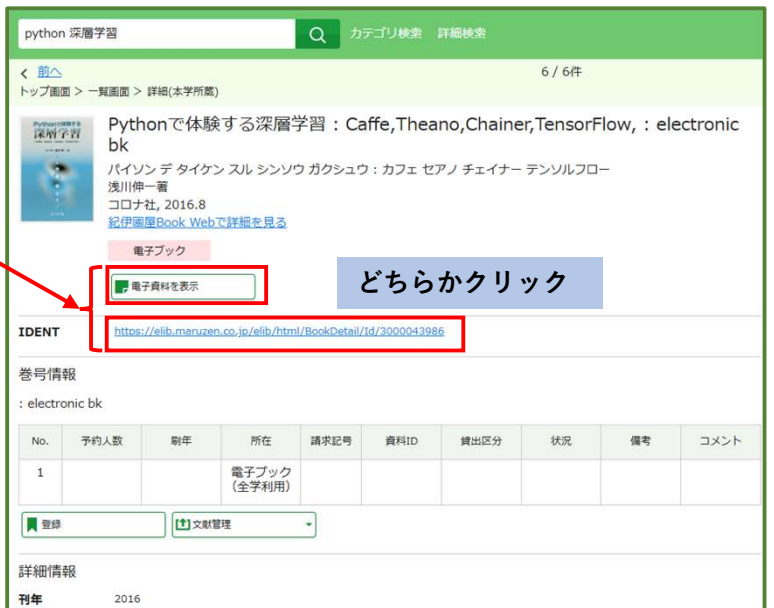 python 深層学習
カテゴリ検索 詳細検索
前へ
6 / 6件
トップ画面 > 一覧画面 > 詳細(本学所蔵)
Pythonで体験する
深層学習
Pythonで体験する深層学習 : Caffe,Theano,Chainer,TensorFlow, : electronic
bk
パイソン デ タイケン スル シンソウ ガクシュウ : カフェ セアノ チェイナー テンソルフロー
浅川伸一著
コロナ社, 2016.8
紀伊國屋Book Webで詳細を見る
電子ブック
電子資料を表示
どちらかクリック
IDENT https://elib.maruzen.co.jp/elib/html/BookDetail/Id/3000043986
巻号情報
: electronic bk
No. 予約人数 刷年 所在 請求記号 資料ID 貸出区分 状況 備考 コメント
1 電子ブック
(全学利用)
登録 文献管理
詳細情報
刊年 2016